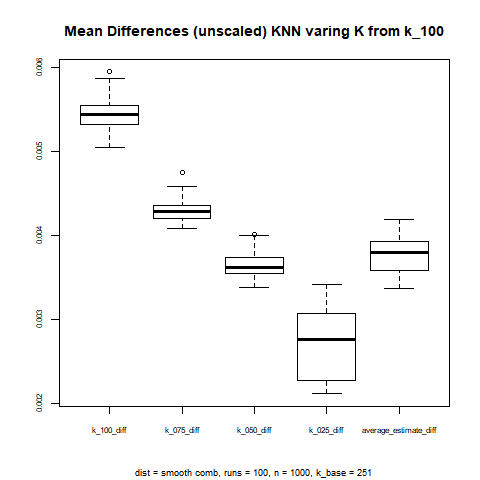 Mean Differences (unscaled) KNN varing K from k_100
0.006
0.005
0.004
0.003
0.002
k_100_diff k_075_diff k_050_diff k_025_diff average_estimate_diff
dist = smooth comb, runs = 100, n = 1000, k_base = 251